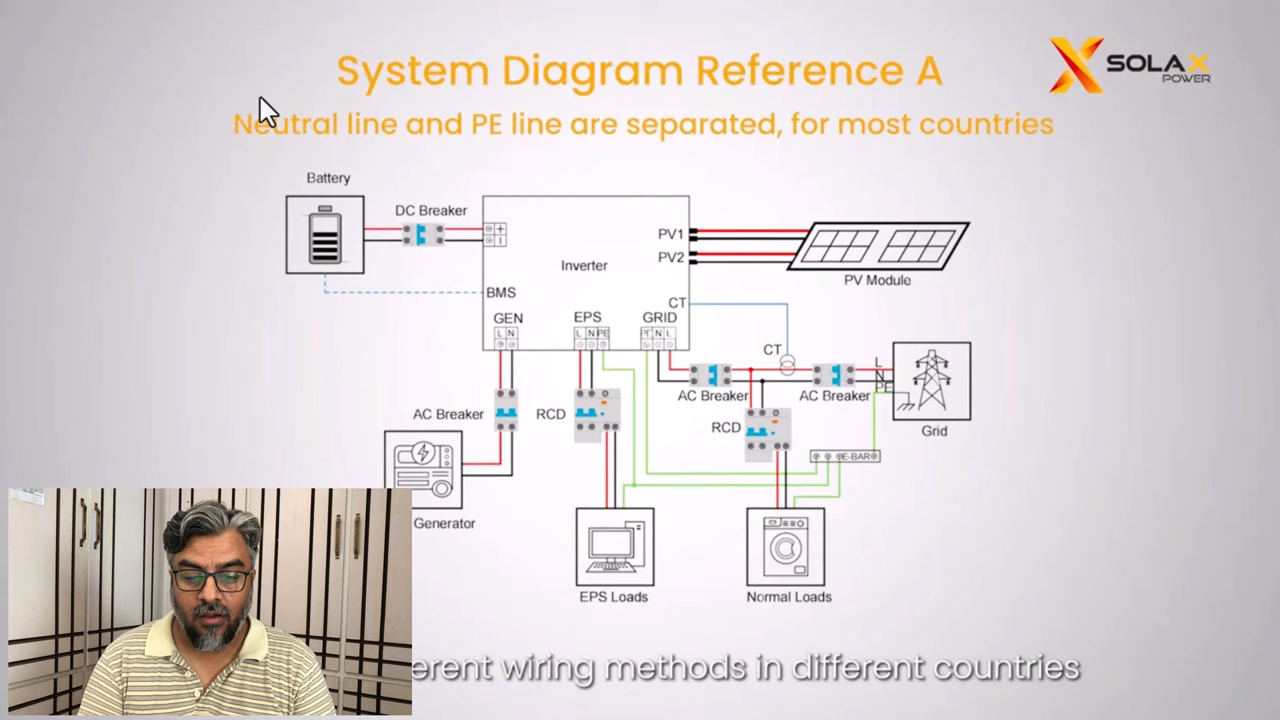 System Diagram Reference A
SOLAX
POWER
Neutral line and PE line are separated, for most countries
Battery
DC Breaker
+
PV1
PV2
Inverter
PV Module
BMS
CT
GEN
EPS
GRID
L N
L N PE
N L
CT
L
N
PE
AC Breaker
AC Breaker
Grid
AC Breaker
RCD
RCD
E-BAR
Generator
EPS Loads
Normal Loads
erent wiring methods in different countries